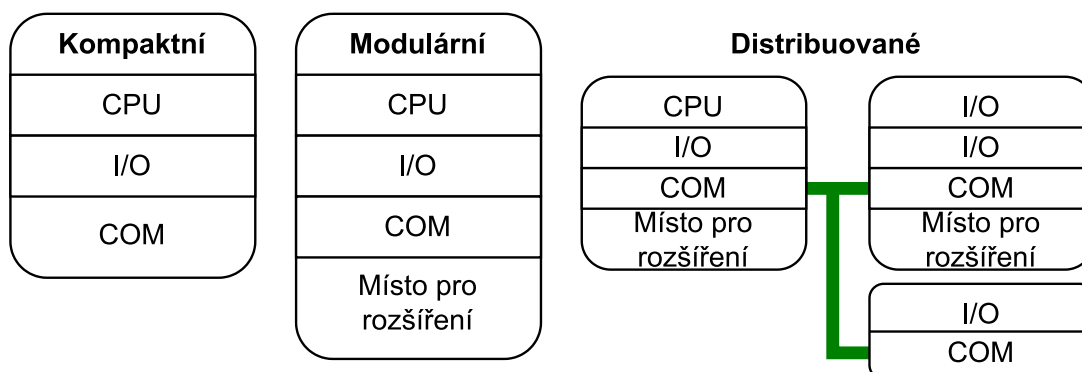 Kompaktní
CPU
I/O
COM
Modulární
CPU
I/O
COM
Místo pro
rozšíření
Distribuované
CPU
I/O
COM
Místo pro
rozšíření
I/O
I/O
COM
Místo pro
rozšíření
I/O
COM